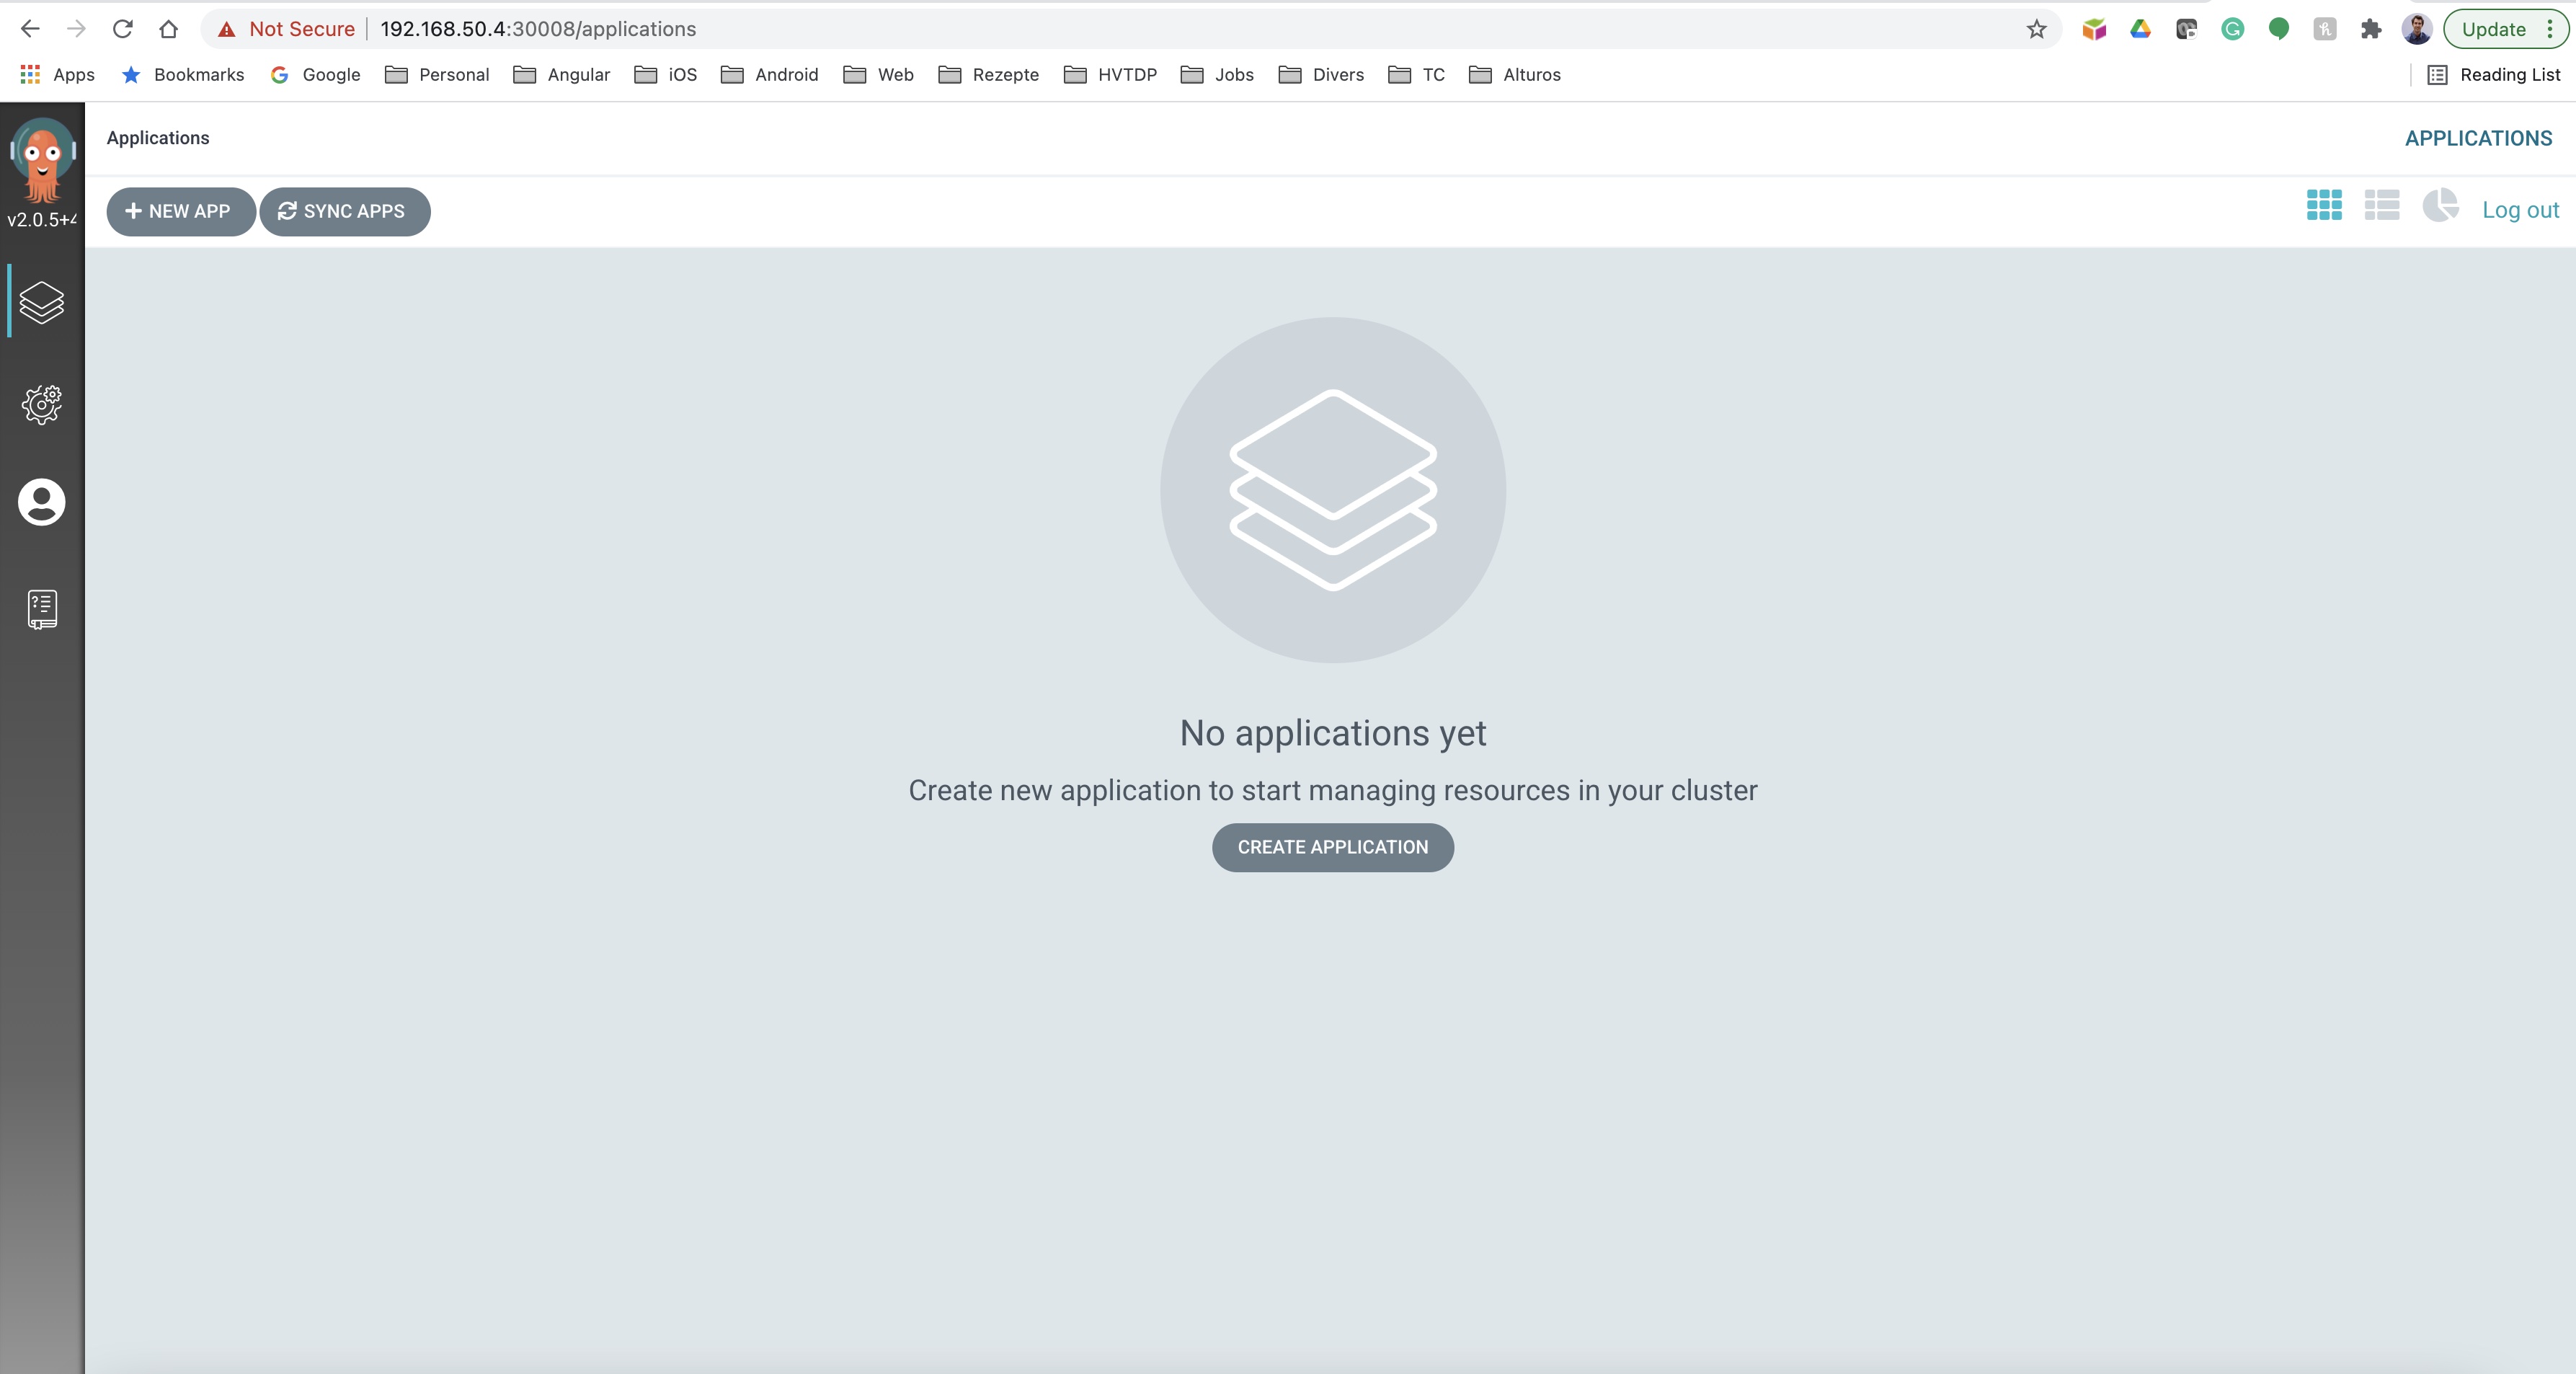 Not Secure 192.168.50.4:30008/applications Update
Apps Bookmarks Google Personal Angular iOS Android Web Rezepte HVTDP Jobs Divers TC Alturos Reading List
Applications APPLICATIONS
v2.0.5+4
NEW APP SYNC APPS Log out
No applications yet
Create new application to start managing resources in your cluster
CREATE APPLICATION